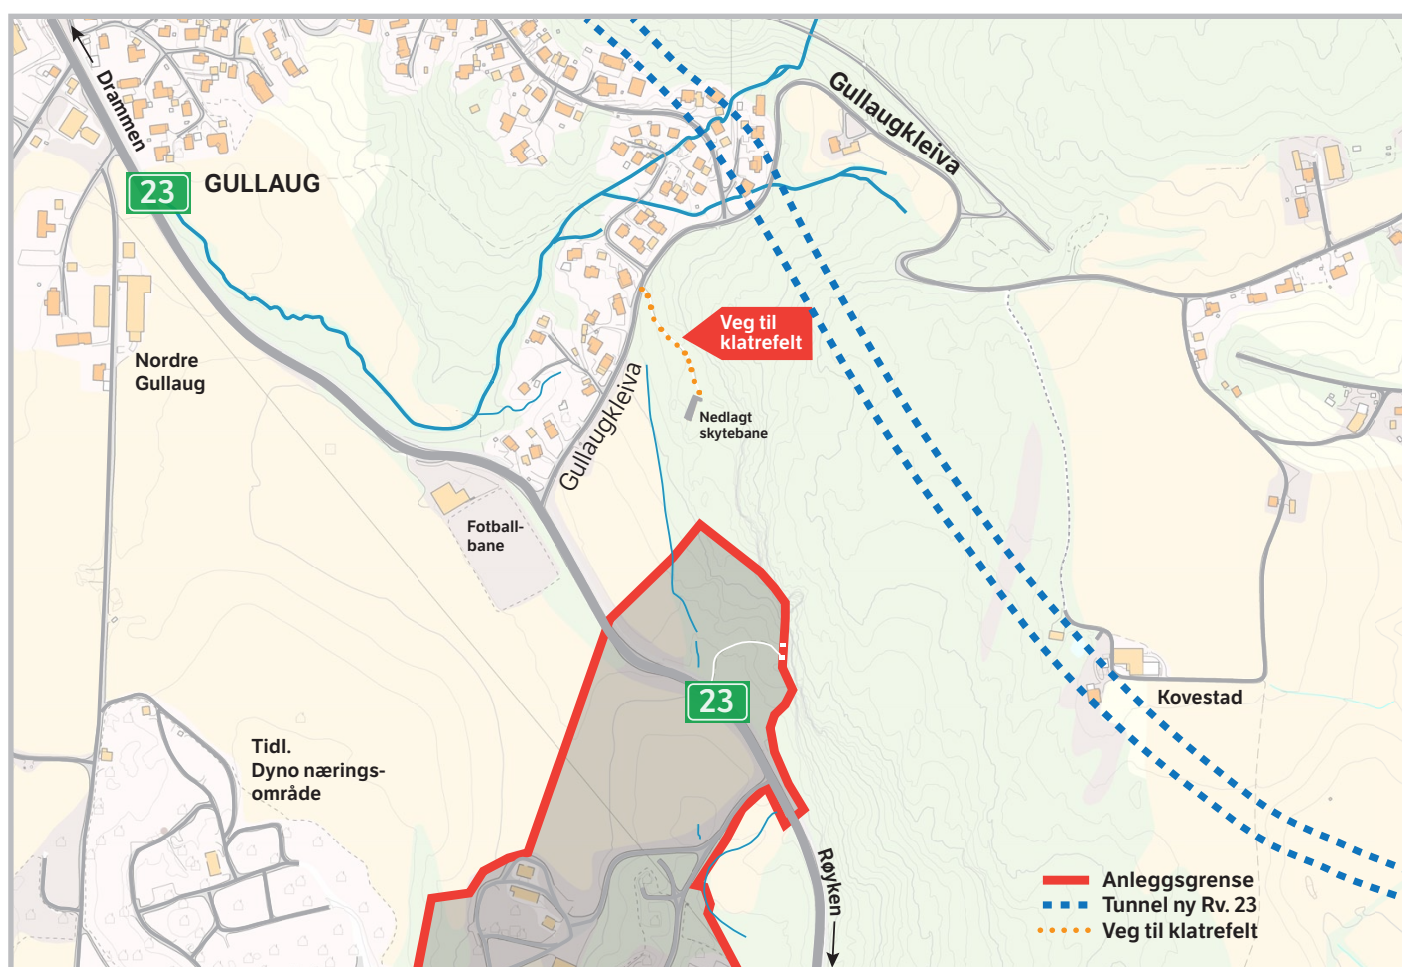 Drammen
23
GULLAUG
Gullaugkleiva
Nordre
Gullaug
Veg til
klatrefelt
Nedlagt
skytebane
Gullaugkleiva
Fotball-
bane
23
Kovestad
Tidl.
Dyno nærings-
område
Røyken
Anleggsgrense
Tunnel ny Rv. 23
Veg til klatrefelt